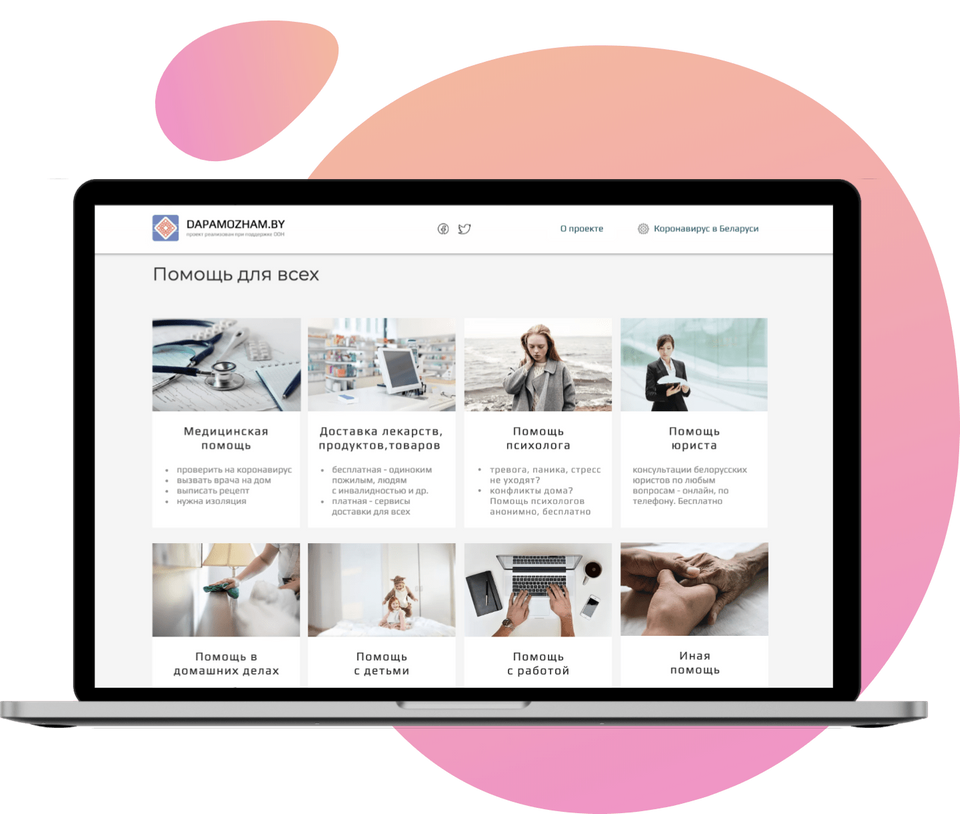 DAPAMOZHAM.BY
проект реализован при поддержке ООН
О проекте
Коронавирус в Беларуси
Помощь для всех
Медицинская
помощь
• проверить на коронавирус
• вызвать врача на дом
• выписать рецепт
• нужна изоляция
Доставка лекарств,
продуктов,товаров
• бесплатная - одиноким
пожилым, людям
с инвалидностью и др.
• платная - сервисы
доставки для всех
Помощь
психолога
• тревога, паника, стресс
не уходят?
• конфликты дома?
Помощь психологов
анонимно, бесплатно
Помощь
юриста
консультации белорусских
юристов по любым
вопросам - онлайн, по
телефону. Бесплатно
Помощь в
домашних делах
Помощь
с детьми
Помощь
с работой
Иная
помощь